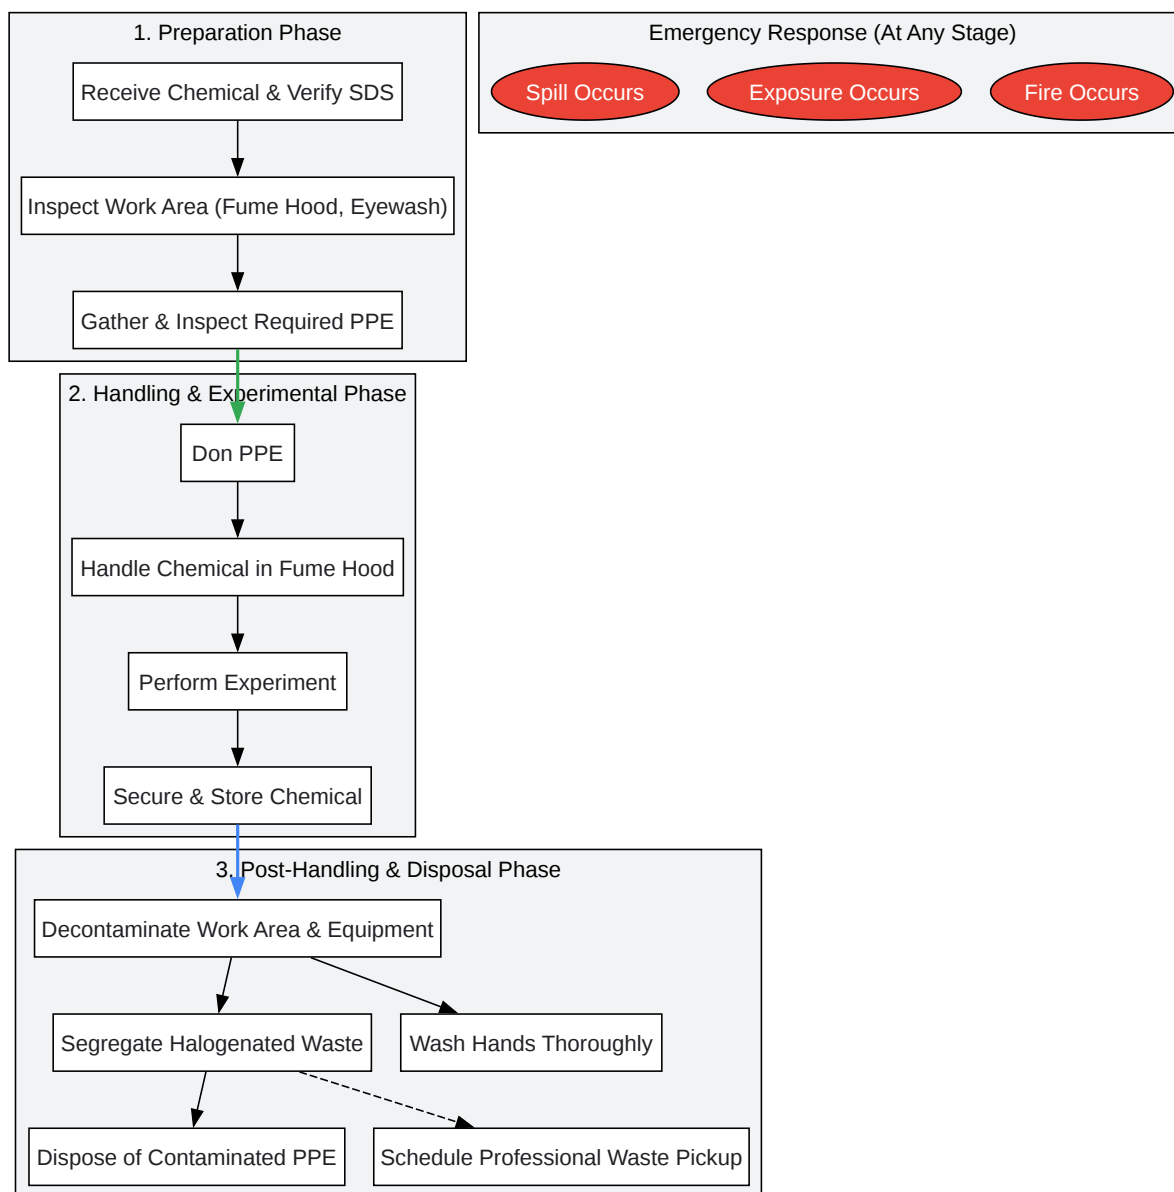 1. Preparation Phase
Receive Chemical & Verify SDS
Inspect Work Area (Fume Hood, Eyewash)
Gather & Inspect Required PPE
Emergency Response (At Any Stage)
Spill Occurs
Exposure Occurs
Fire Occurs
2. Handling & Experimental Phase
Don PPE
Handle Chemical in Fume Hood
Perform Experiment
Secure & Store Chemical
3. Post-Handling & Disposal Phase
Decontaminate Work Area & Equipment
Segregate Halogenated Waste
Wash Hands Thoroughly
Dispose of Contaminated PPE
Schedule Professional Waste Pickup